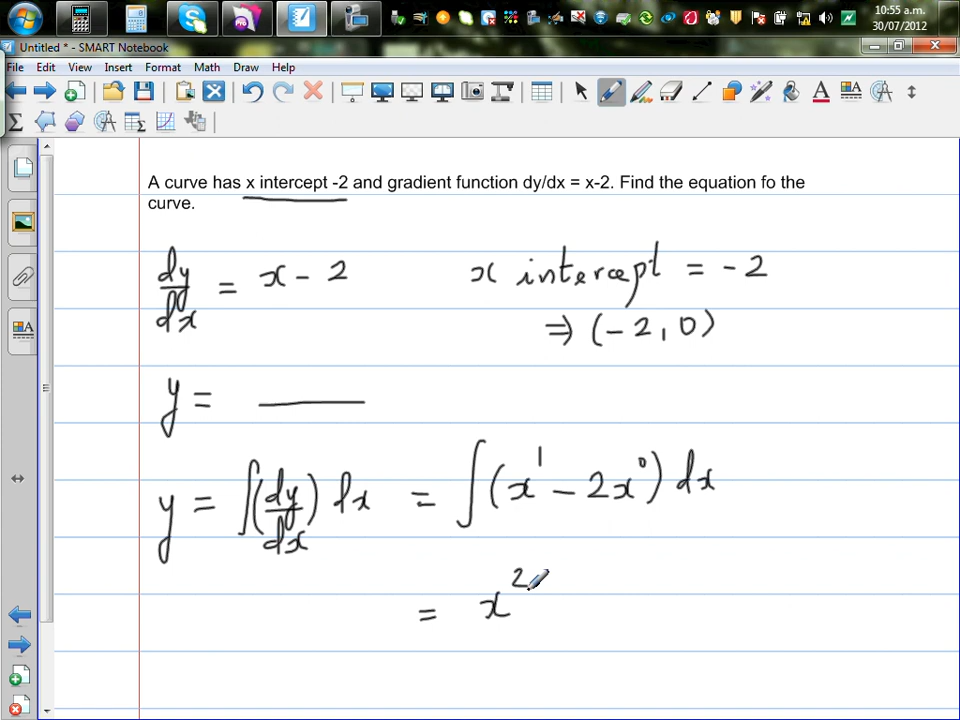 10:55 a.m.
30/07/2012
Untitled * - SMART Notebook
File Edit View Insert Format Math Draw Help
A curve has x intercept -2 and gradient function dy/dx = x-2. Find the equation fo the
curve.
dy/dx = x - 2
x intercept = -2
⇒ (-2, 0)
y = ____
y = ∫(dy/dx) dx = ∫(x¹ - 2x⁰) dx
= x²